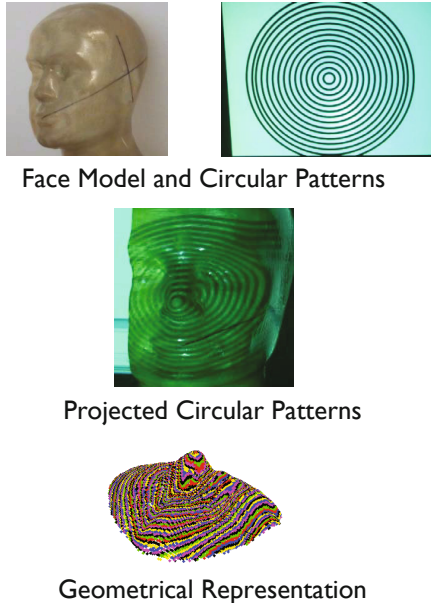 Face Model and Circular Patterns
Projected Circular Patterns
Geometrical Representation